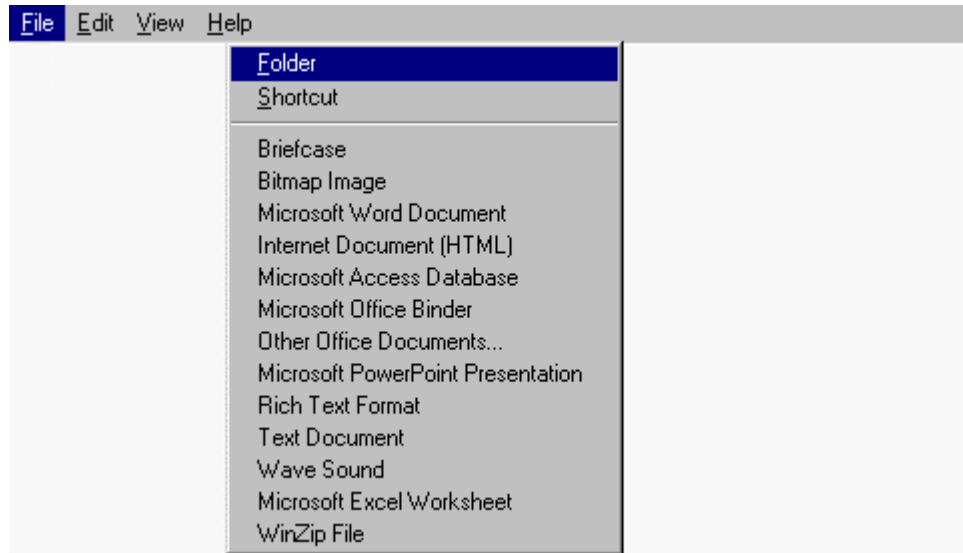 File Edit View Help
Folder
Shortcut
Briefcase
Bitmap Image
Microsoft Word Document
Internet Document (HTML)
Microsoft Access Database
Microsoft Office Binder
Other Office Documents...
Microsoft PowerPoint Presentation
Rich Text Format
Text Document
Wave Sound
Microsoft Excel Worksheet
WinZip File